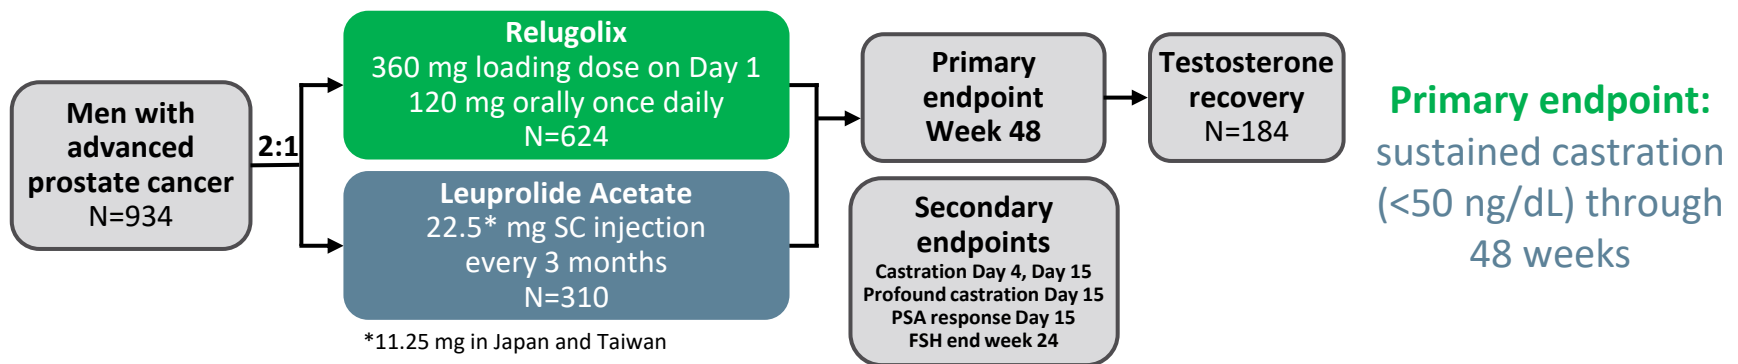 Men with
advanced
prostate cancer
N=934
2:1
Relugolix
360 mg loading dose on Day 1
120 mg orally once daily
N=624
Leuprolide Acetate
22.5* mg SC injection
every 3 months
N=310
*11.25 mg in Japan and Taiwan
Primary
endpoint
Week 48
Secondary
endpoints
Castration Day 4, Day 15
Profound castration Day 15
PSA response Day 15
FSH end week 24
Testosterone
recovery
N=184
Primary endpoint:
sustained castration
(<50 ng/dL) through
48 weeks